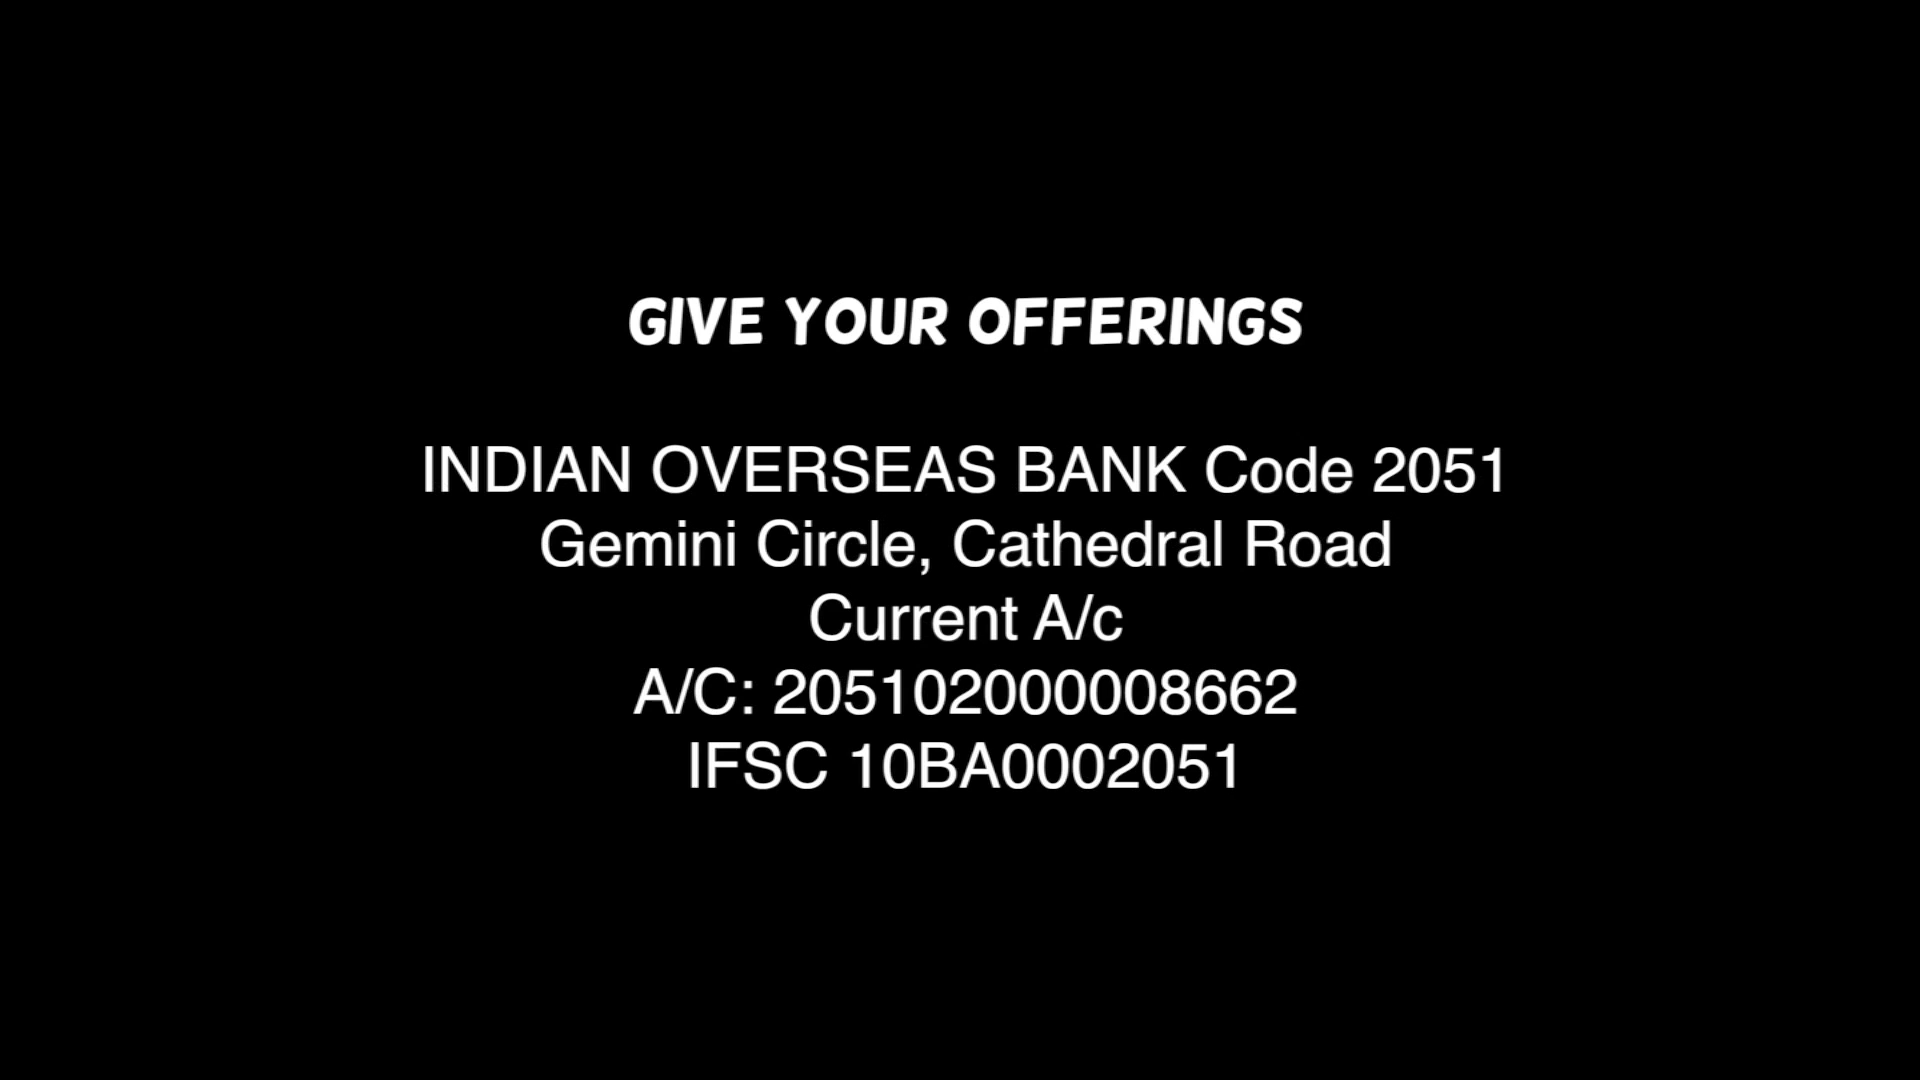 GIVE YOUR OFFERINGS
INDIAN OVERSEAS BANK Code 2051
Gemini Circle, Cathedral Road
Current A/c
A/C: 205102000008662
IFSC 10BA0002051